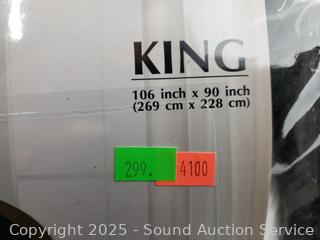 KING
106 inch x 90 inch
(269 cm x 228 cm)
299. 4100
Copyright 2025 - Sound Auction Service